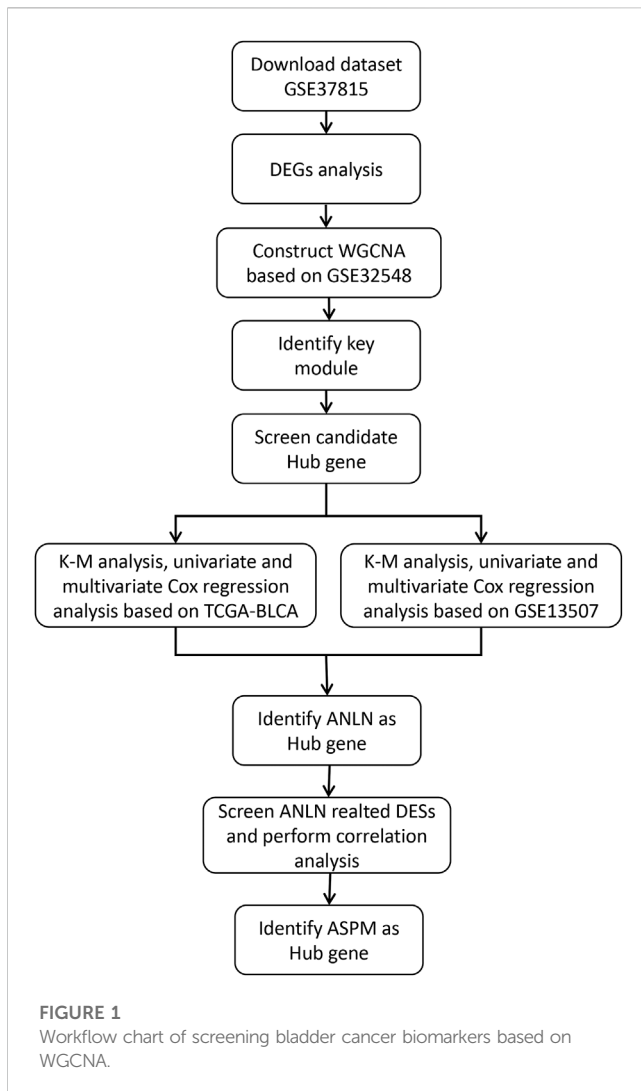 Download dataset
GSE37815
DEGs analysis
Construct WGCNA
based on GSE32548
Identify key
module
Screen candidate
Hub gene
K-M analysis, univariate and
multivariate Cox regression
analysis based on TCGA-BLCA
K-M analysis, univariate and
multivariate Cox regression
analysis based on GSE13507
Identify ANLN as
Hub gene
Screen ANLN realted DESs
and perform correlation
analysis
Identify ASPM as
Hub gene
FIGURE 1
Workflow chart of screening bladder cancer biomarkers based on
WGCNA.